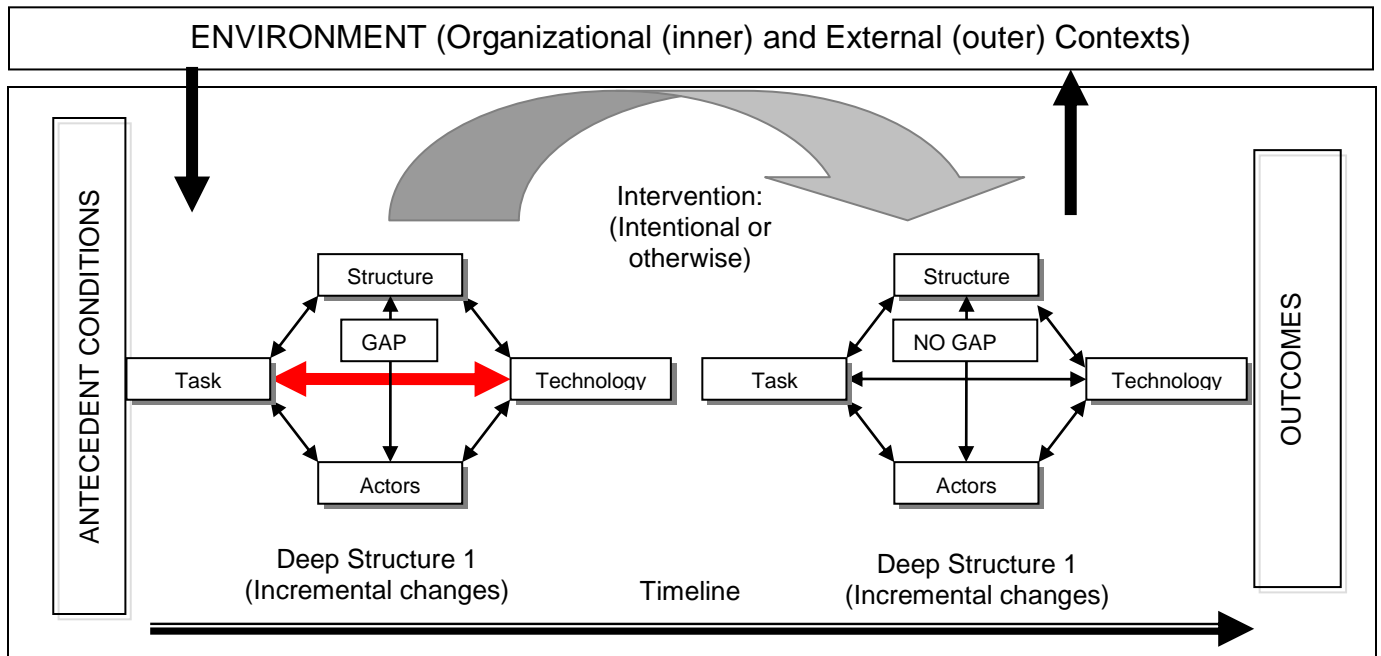 ENVIRONMENT (Organizational (inner) and External (outer) Contexts)
ANTECEDENT CONDITIONS
Intervention:
(Intentional or
otherwise)
Structure
GAP
Task
Technology
Actors
Deep Structure 1
(Incremental changes)
Structure
NO GAP
Task
Technology
Actors
Deep Structure 1
(Incremental changes)
Timeline
OUTCOMES